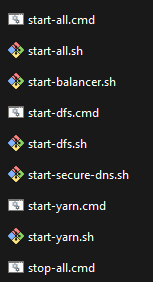 start-all.cmd
start-all.sh
start-balancer.sh
start-dfs.cmd
start-dfs.sh
start-secure-dns.sh
start-yarn.cmd
start-yarn.sh
stop-all.cmd